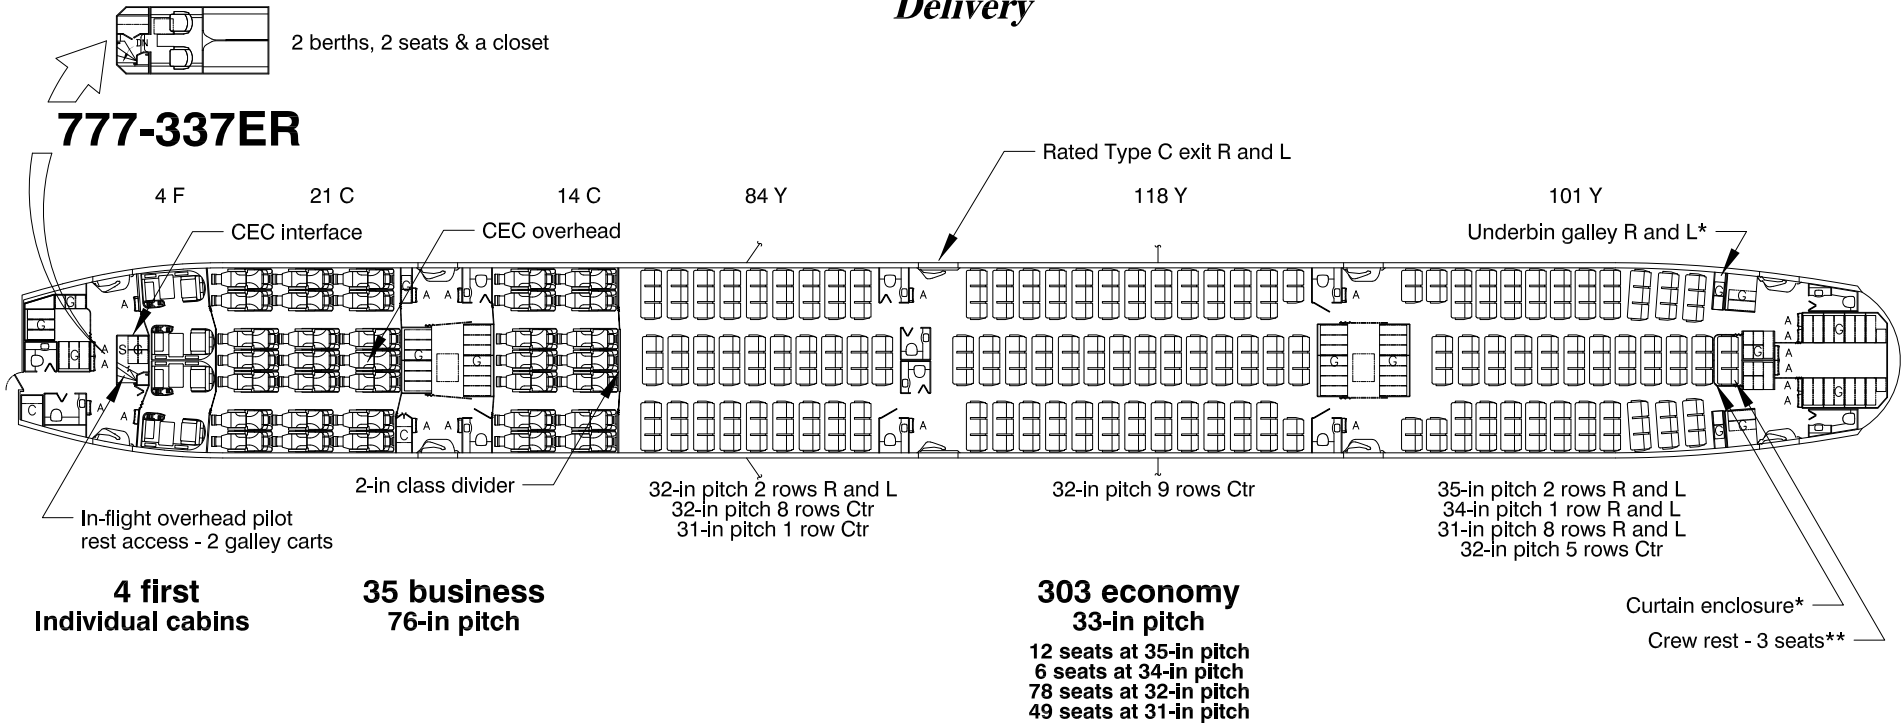 Delivery
2 berths, 2 seats & a closet
DN
777-337ER
Rated Type C exit R and L
4 F 21 C 14 C 84 Y 118 Y 101 Y
CEC interface
CEC overhead
Underbin galley R and L*
G A A A A A A G
G G G
A S G G G G G G
C A C A A A A G
2-in class divider
32-in pitch 2 rows R and L
32-in pitch 8 rows Ctr
31-in pitch 1 row Ctr
32-in pitch 9 rows Ctr
35-in pitch 2 rows R and L
34-in pitch 1 row R and L
31-in pitch 8 rows R and L
32-in pitch 5 rows Ctr
In-flight overhead pilot
rest access - 2 galley carts
4 first
Individual cabins
35 business
76-in pitch
303 economy
33-in pitch
12 seats at 35-in pitch
6 seats at 34-in pitch
78 seats at 32-in pitch
49 seats at 31-in pitch
Curtain enclosure*
Crew rest - 3 seats**